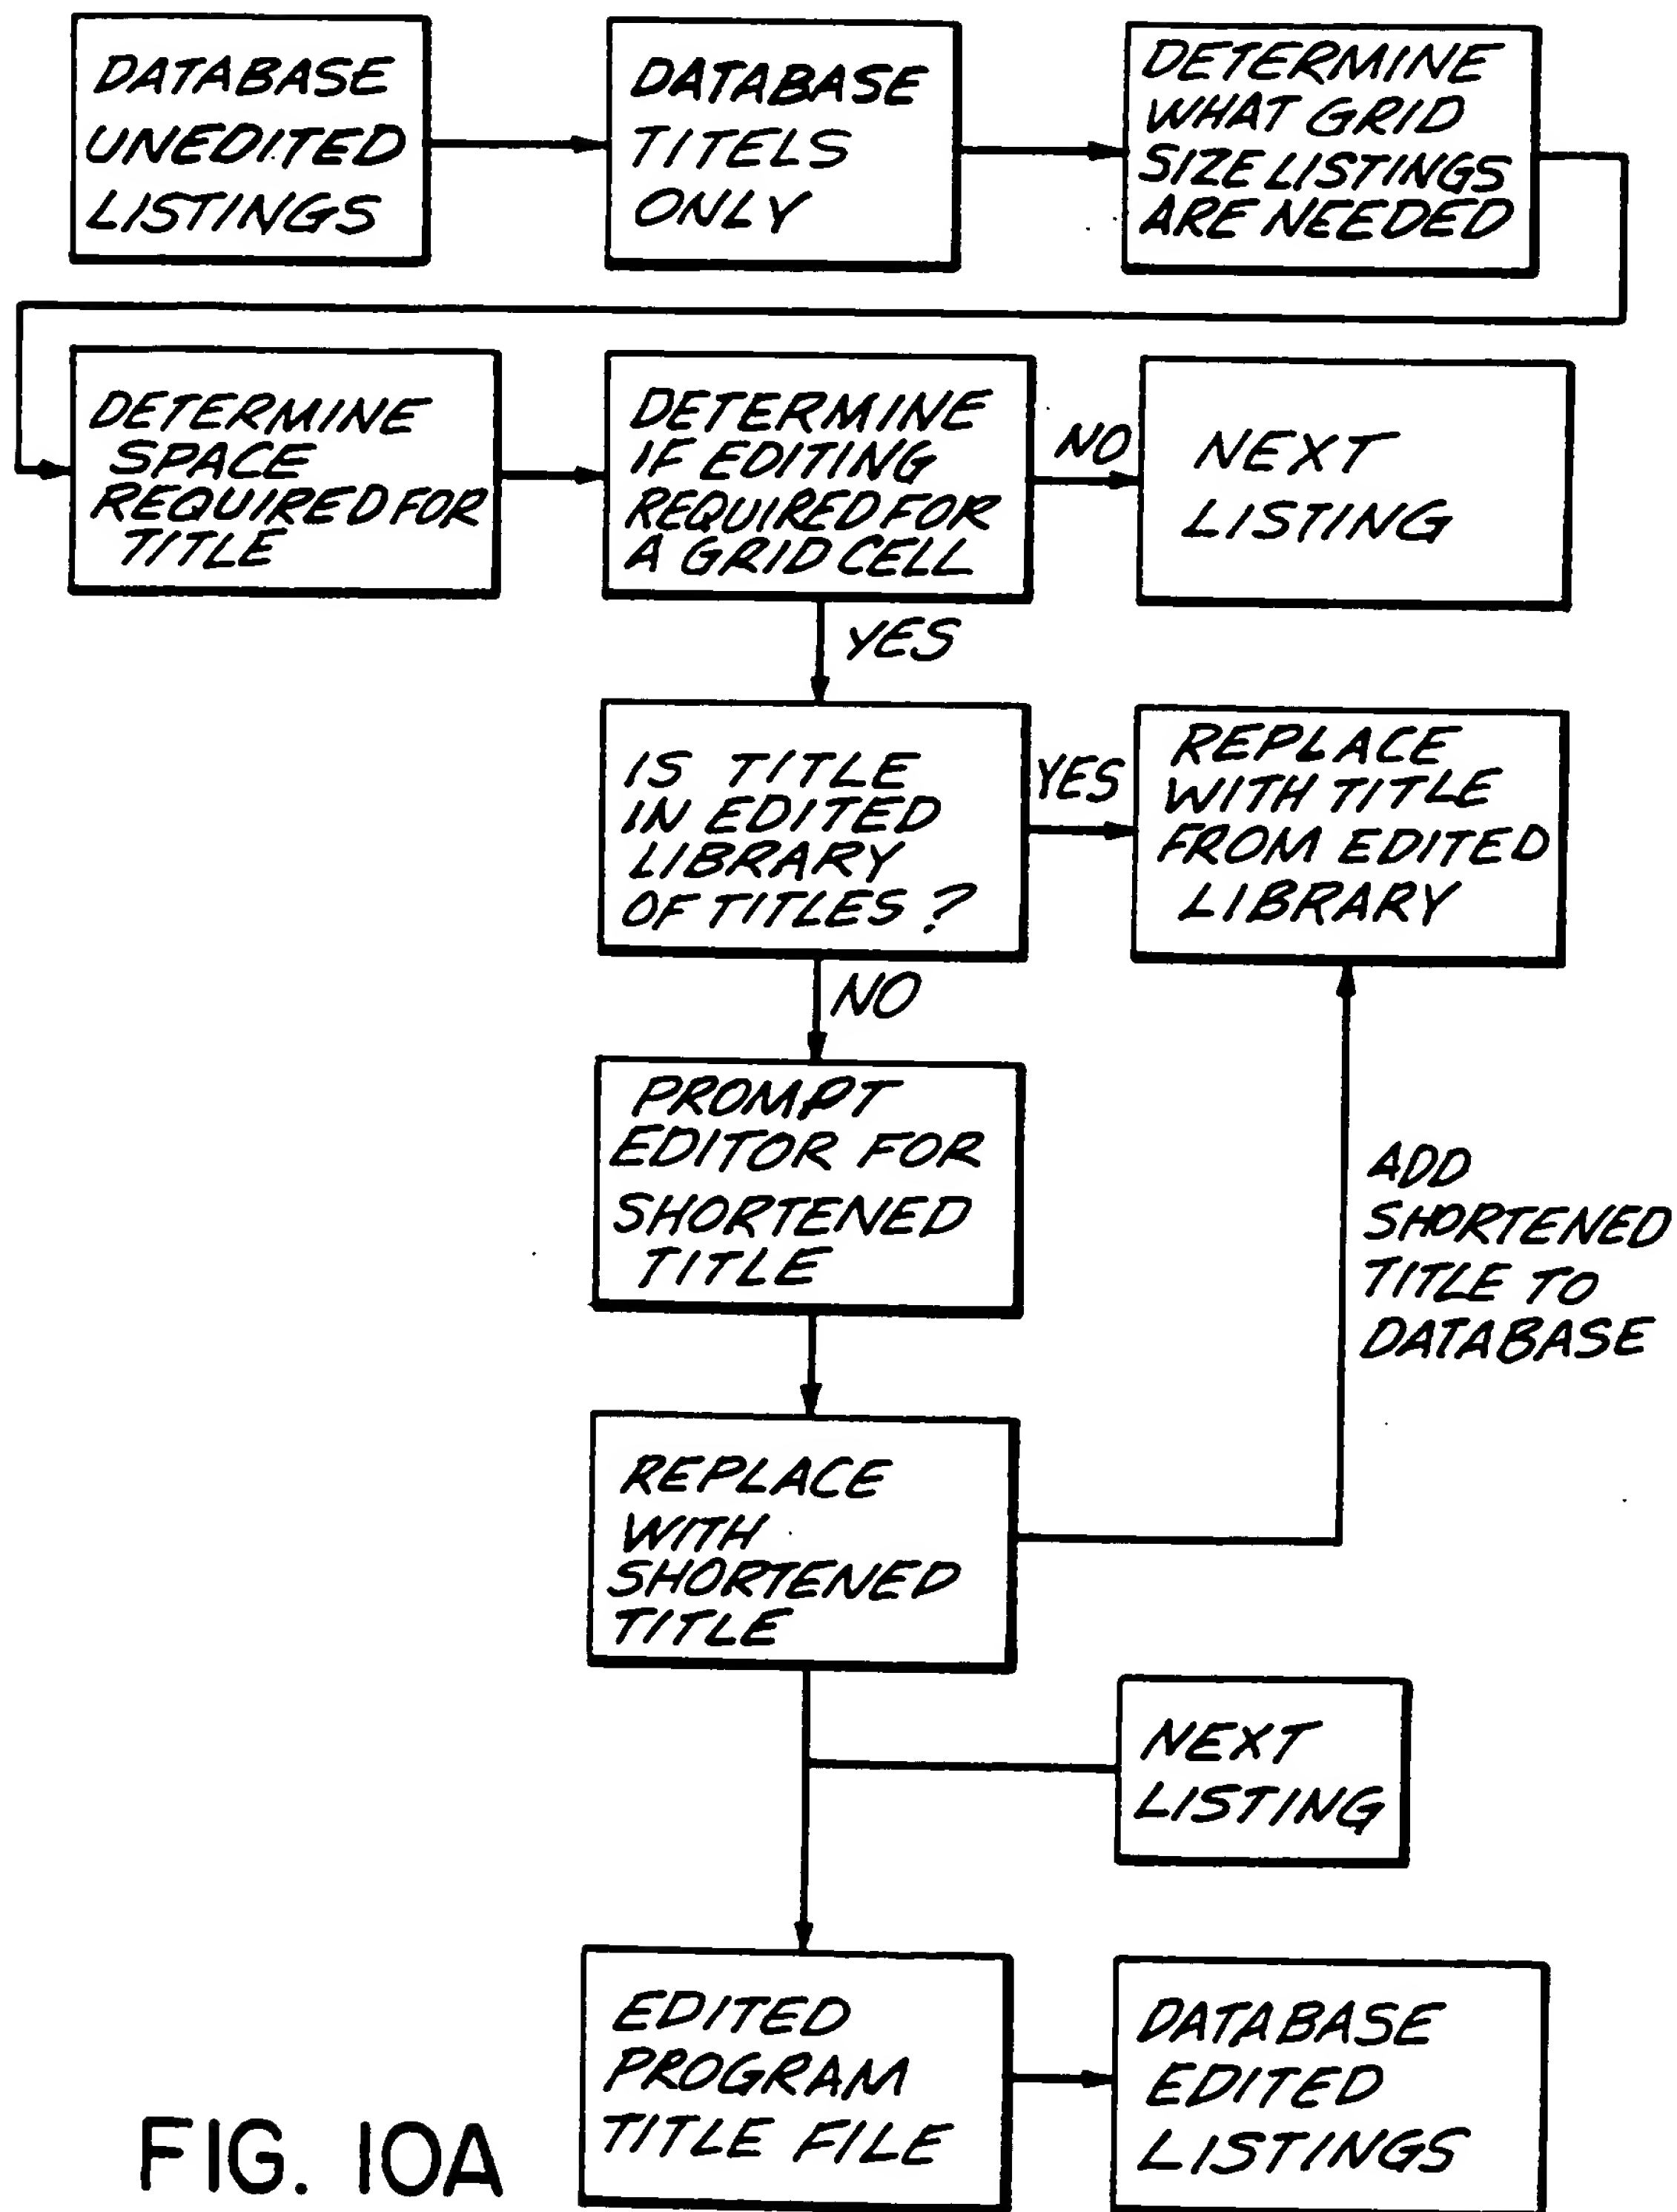 DATABASE
UNEDITED
LISTINGS
DATABASE
TITELS
ONLY
DETERMINE
WHAT GRID
SIZE LISTINGS
ARE NEEDED
DETERMINE
SPACE
REQUIRED FOR
TITLE
DETERMINE
IF EDITING
REQUIRED FOR
A GRID CELL
NO
NEXT
LISTING
YES
IS TITLE
IN EDITED
LIBRARY
OF TITLES?
YES
REPLACE
WITH TITLE
FROM EDITED
LIBRARY
NO
PROMPT
EDITOR FOR
SHORTENED
TITLE
ADD
SHORTENED
TITLE TO
DATABASE
REPLACE
WITH
SHORTENED
TITLE
NEXT
LISTING
EDITED
PROGRAM
TITLE FILE
DATABASE
EDITED
LISTINGS
FIG. 10A